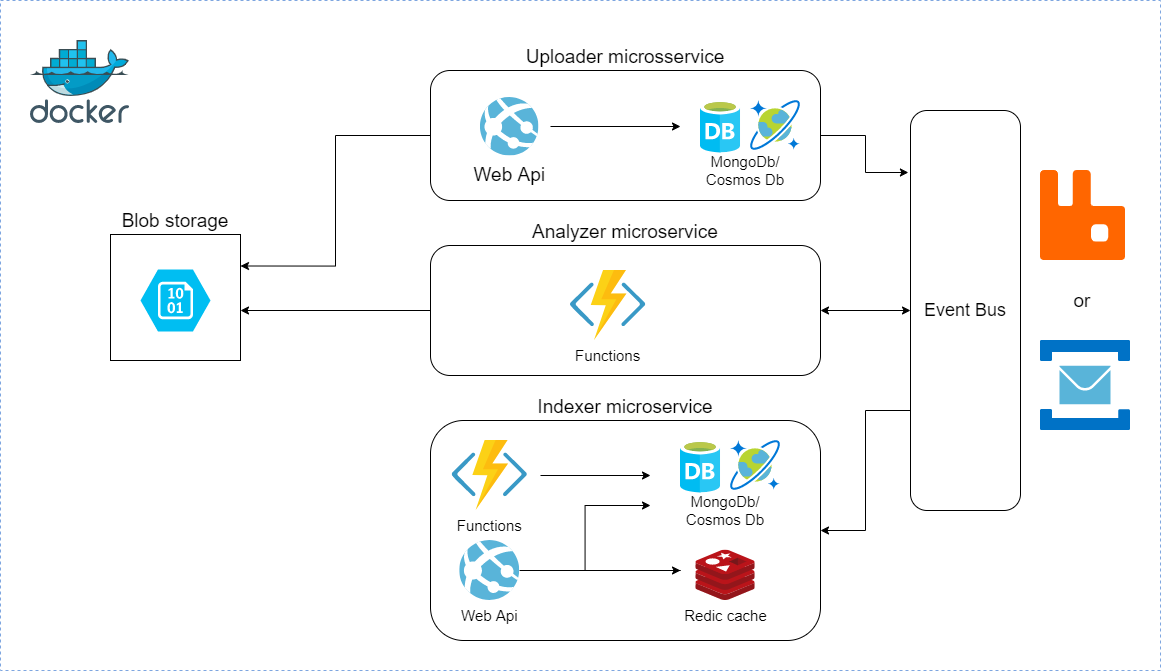 docker
Uploader microsservice
Web Api
DB
MongoDb/
Cosmos Db
Blob storage
10
01
Analyzer microservice
Functions
Event Bus
or
Indexer microservice
Functions
DB
MongoDb/
Cosmos Db
Web Api
Redic cache